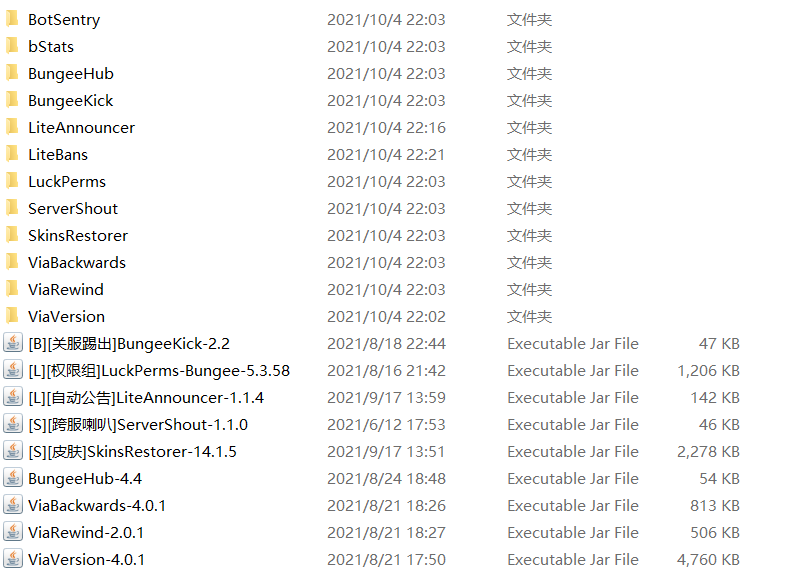 BotSentry 2021/10/4 22:03 文件夹
bStats 2021/10/4 22:03 文件夹
BungeeHub 2021/10/4 22:03 文件夹
BungeeKick 2021/10/4 22:03 文件夹
LiteAnnouncer 2021/10/4 22:16 文件夹
LiteBans 2021/10/4 22:21 文件夹
LuckPerms 2021/10/4 22:03 文件夹
ServerShout 2021/10/4 22:03 文件夹
SkinsRestorer 2021/10/4 22:03 文件夹
ViaBackwards 2021/10/4 22:03 文件夹
ViaRewind 2021/10/4 22:03 文件夹
ViaVersion 2021/10/4 22:02 文件夹
[B][关服踢出]BungeeKick-2.2 2021/8/18 22:44 Executable Jar File 47 KB
[L][权限组]LuckPerms-Bungee-5.3.58 2021/8/16 21:42 Executable Jar File 1,206 KB
[L][自动公告]LiteAnnouncer-1.1.4 2021/9/17 13:59 Executable Jar File 142 KB
[S][跨服喇叭]ServerShout-1.1.0 2021/6/12 17:53 Executable Jar File 46 KB
[S][皮肤]SkinsRestorer-14.1.5 2021/9/17 13:51 Executable Jar File 2,278 KB
BungeeHub-4.4 2021/8/24 18:48 Executable Jar File 54 KB
ViaBackwards-4.0.1 2021/8/21 18:26 Executable Jar File 813 KB
ViaRewind-2.0.1 2021/8/21 18:27 Executable Jar File 506 KB
ViaVersion-4.0.1 2021/8/21 17:50 Executable Jar File 4,760 KB